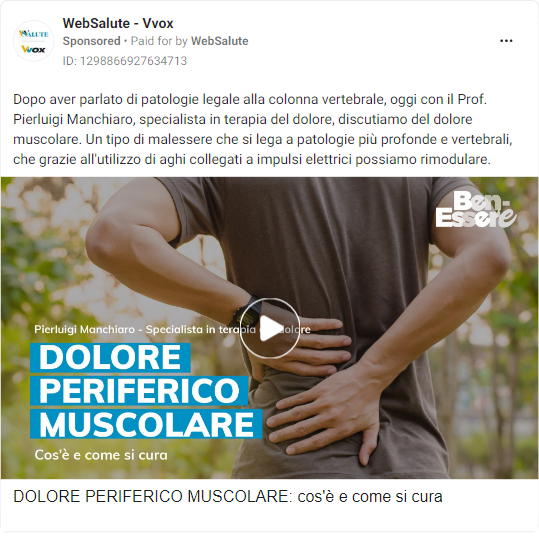 WebSalute - Vvox
Sponsored • Paid for by WebSalute
ID: 1298866927634713
Dopo aver parlato di patologie legale alla colonna vertebrale, oggi con il Prof.
Pierluigi Manchiaro, specialista in terapia del dolore, discutiamo del dolore
muscolare. Un tipo di malessere che si lega a patologie più profonde e vertebrali,
che grazie all'utilizzo di aghi collegati a impulsi elettrici possiamo rimodulare.
Ben-
Essere
Pierluigi Manchiaro - Specialista in terapia del dolore
DOLORE
PERIFERICO
MUSCOLARE
Cos'è e come si cura
DOLORE PERIFERICO MUSCOLARE: cos'è e come si cura